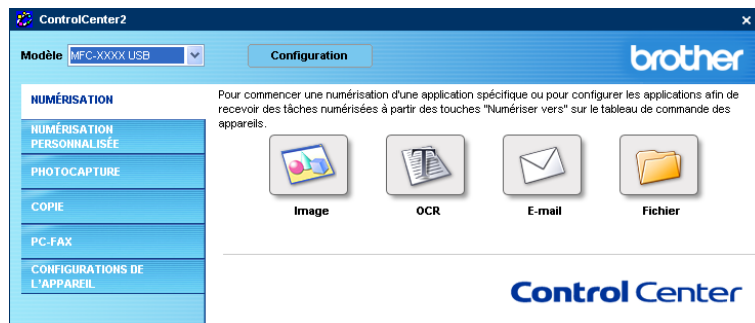 ControlCenter2
Modèle MFC-XXXX USB Configuration brother
NUMÉRISATION
NUMÉRISATION
PERSONNALISÉE
PHOTOCAPTURE
COPIE
PC-FAX
CONFIGURATIONS DE
L'APPAREIL
Pour commencer une numérisation d'une application spécifique ou pour configurer les applications afin de
recevoir des tâches numérisées à partir des touches "Numériser vers" sur le tableau de commande des
appareils.
Image OCR E-mail Fichier
Control Center